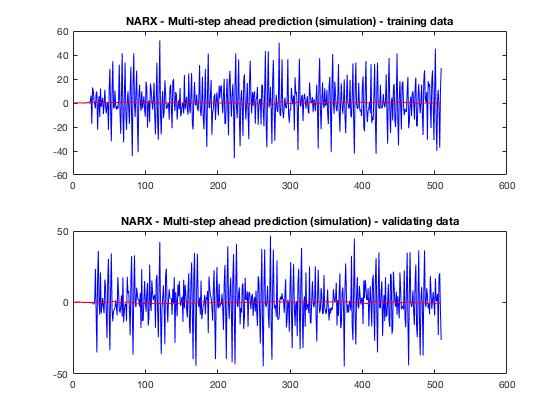 NARX - Multi-step ahead prediction (simulation) - training data
60
40
20
0
-20
-40
-60
0 100 200 300 400 500 600
NARX - Multi-step ahead prediction (simulation) - validating data
50
0
-50
0 100 200 300 400 500 600